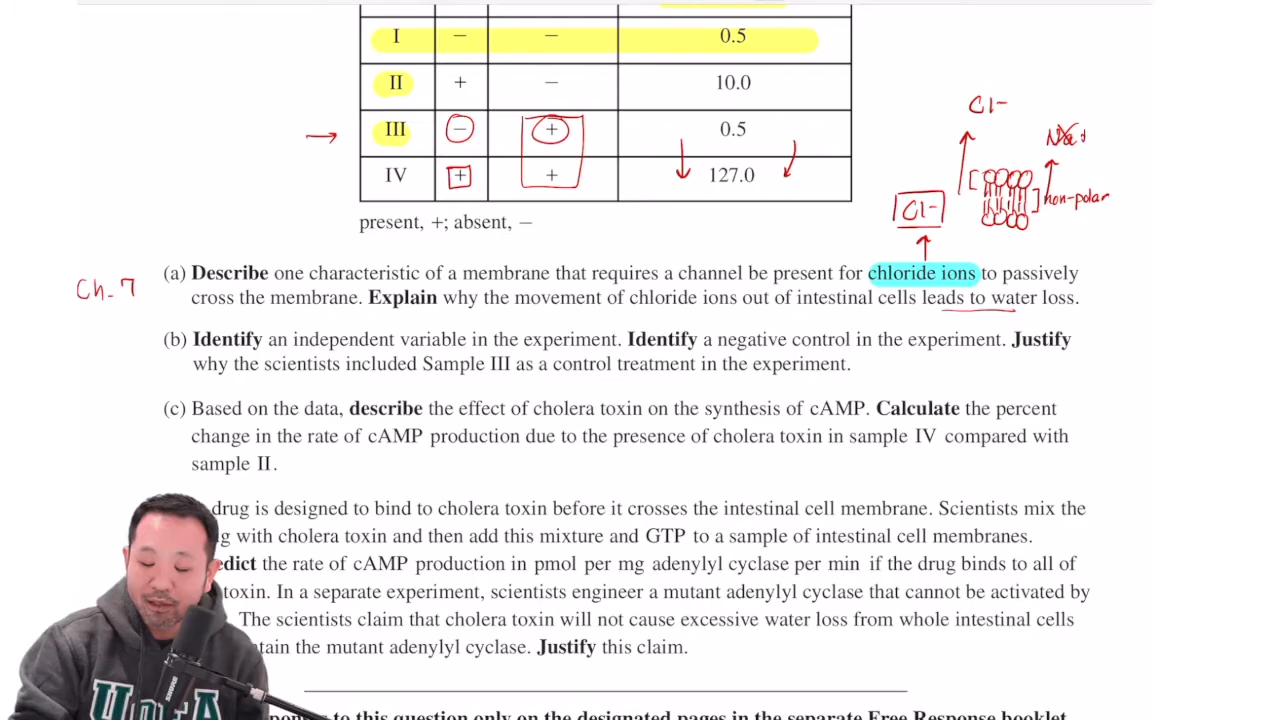 I − − 0.5
II + − 10.0
III − + 0.5
IV + + 127.0
present, +; absent, −
Cl-
Na+
Cl-
non-polar
Ch. 7
(a) Describe one characteristic of a membrane that requires a channel be present for chloride ions to passively
cross the membrane. Explain why the movement of chloride ions out of intestinal cells leads to water loss.
(b) Identify an independent variable in the experiment. Identify a negative control in the experiment. Justify
why the scientists included Sample III as a control treatment in the experiment.
(c) Based on the data, describe the effect of cholera toxin on the synthesis of cAMP. Calculate the percent
change in the rate of cAMP production due to the presence of cholera toxin in sample IV compared with
sample II.
drug is designed to bind to cholera toxin before it crosses the intestinal cell membrane. Scientists mix the
g with cholera toxin and then add this mixture and GTP to a sample of intestinal cell membranes.
edict the rate of cAMP production in pmol per mg adenylyl cyclase per min if the drug binds to all of
toxin. In a separate experiment, scientists engineer a mutant adenylyl cyclase that cannot be activated by
The scientists claim that cholera toxin will not cause excessive water loss from whole intestinal cells
tain the mutant adenylyl cyclase. Justify this claim.
to this question only on the designated pages in the separate Free Response booklet
SHURE